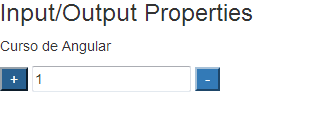 Input/Output Properties
Curso de Angular
+ 1 -